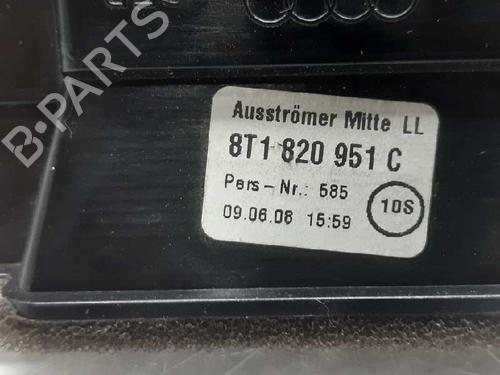 Ausströmer Mitte LL
8T1 820 951 C
Pers-Nr.: 585
09.06.08 15:59
10S
B-PARTS